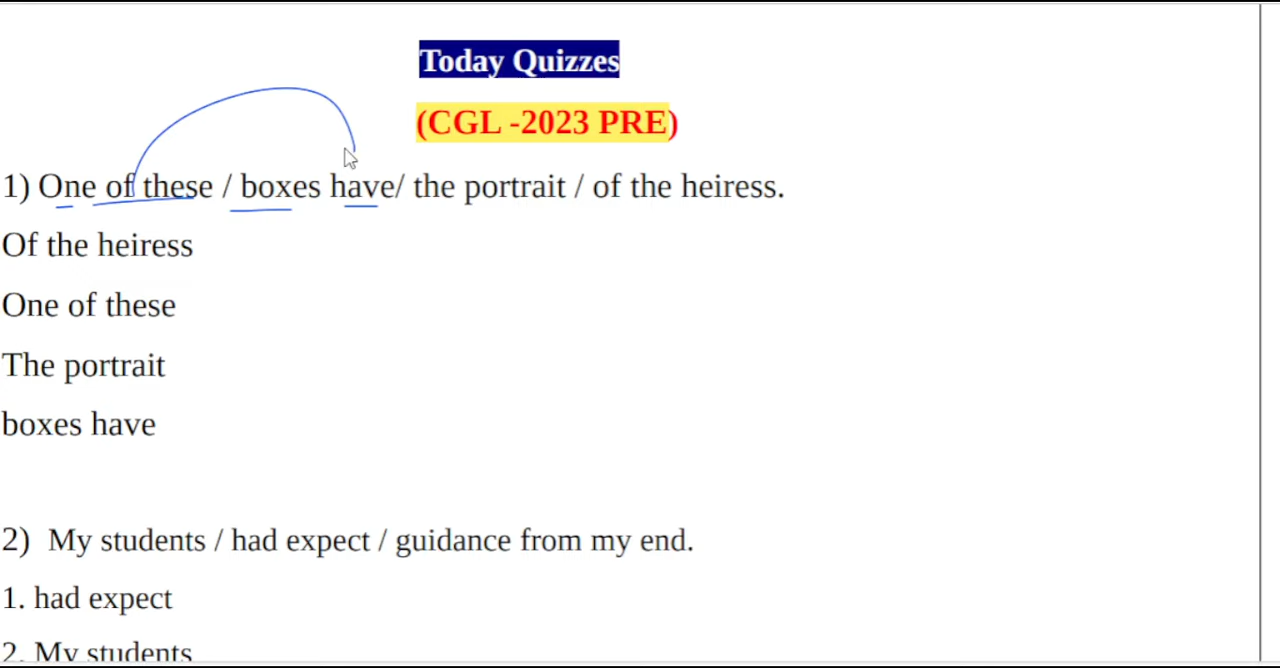 Today Quizzes
(CGL -2023 PRE)
1) One of these / boxes have/ the portrait / of the heiress.
Of the heiress
One of these
The portrait
boxes have
2) My students / had expect / guidance from my end.
1. had expect
2. My students